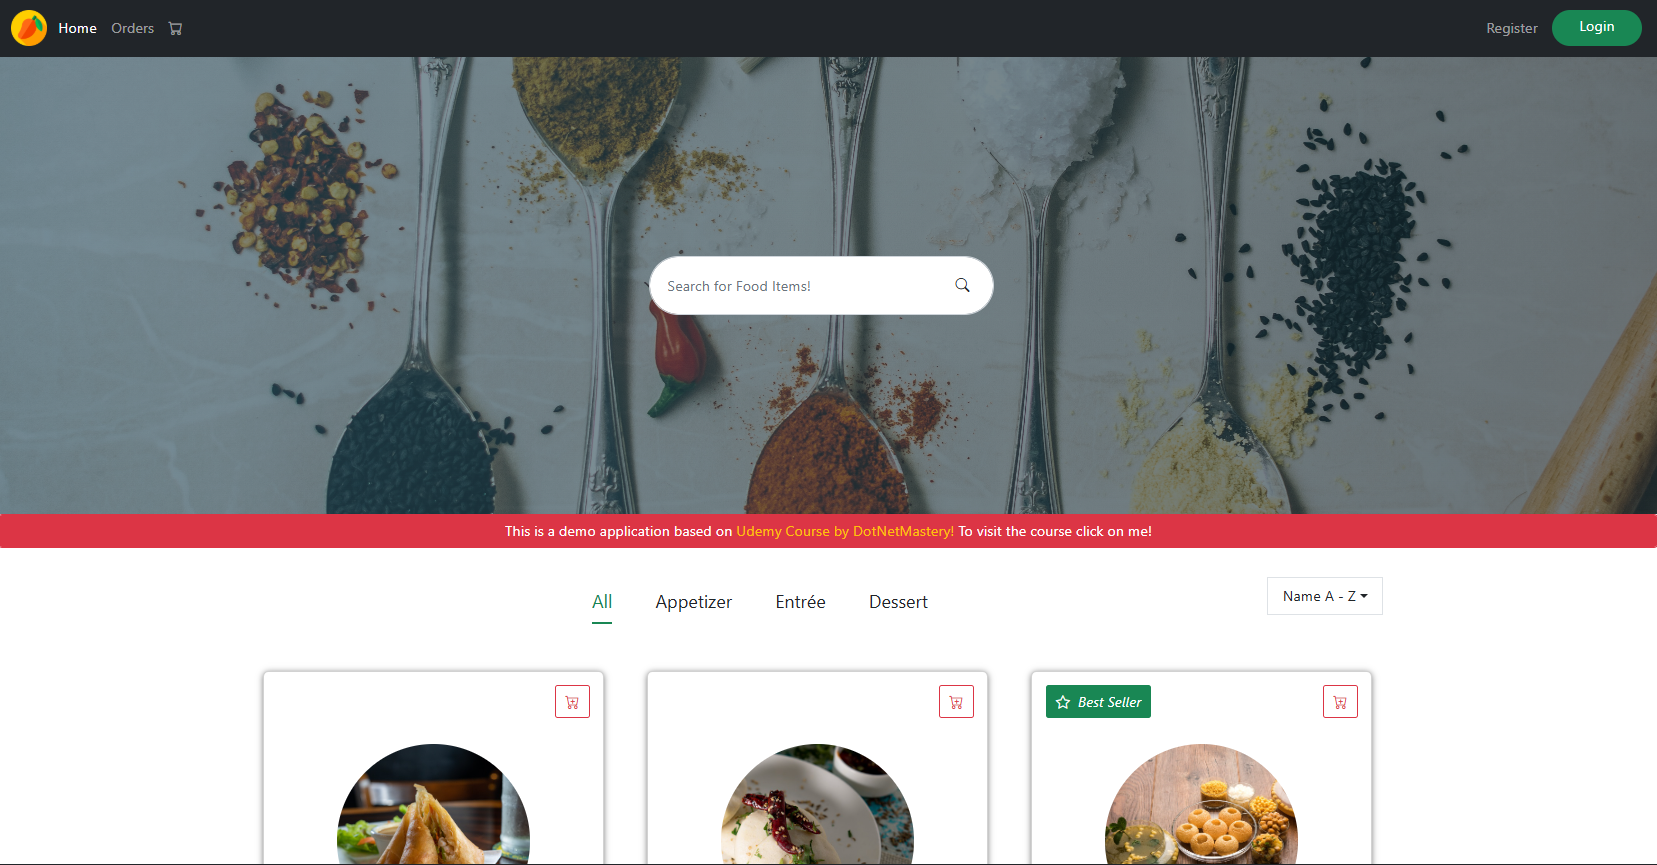 Home Orders Register Login
Search for Food Items!
This is a demo application based on Udemy Course by DotNetMastery! To visit the course click on me!
All Appetizer Entrée Dessert Name A - Z
Best Seller